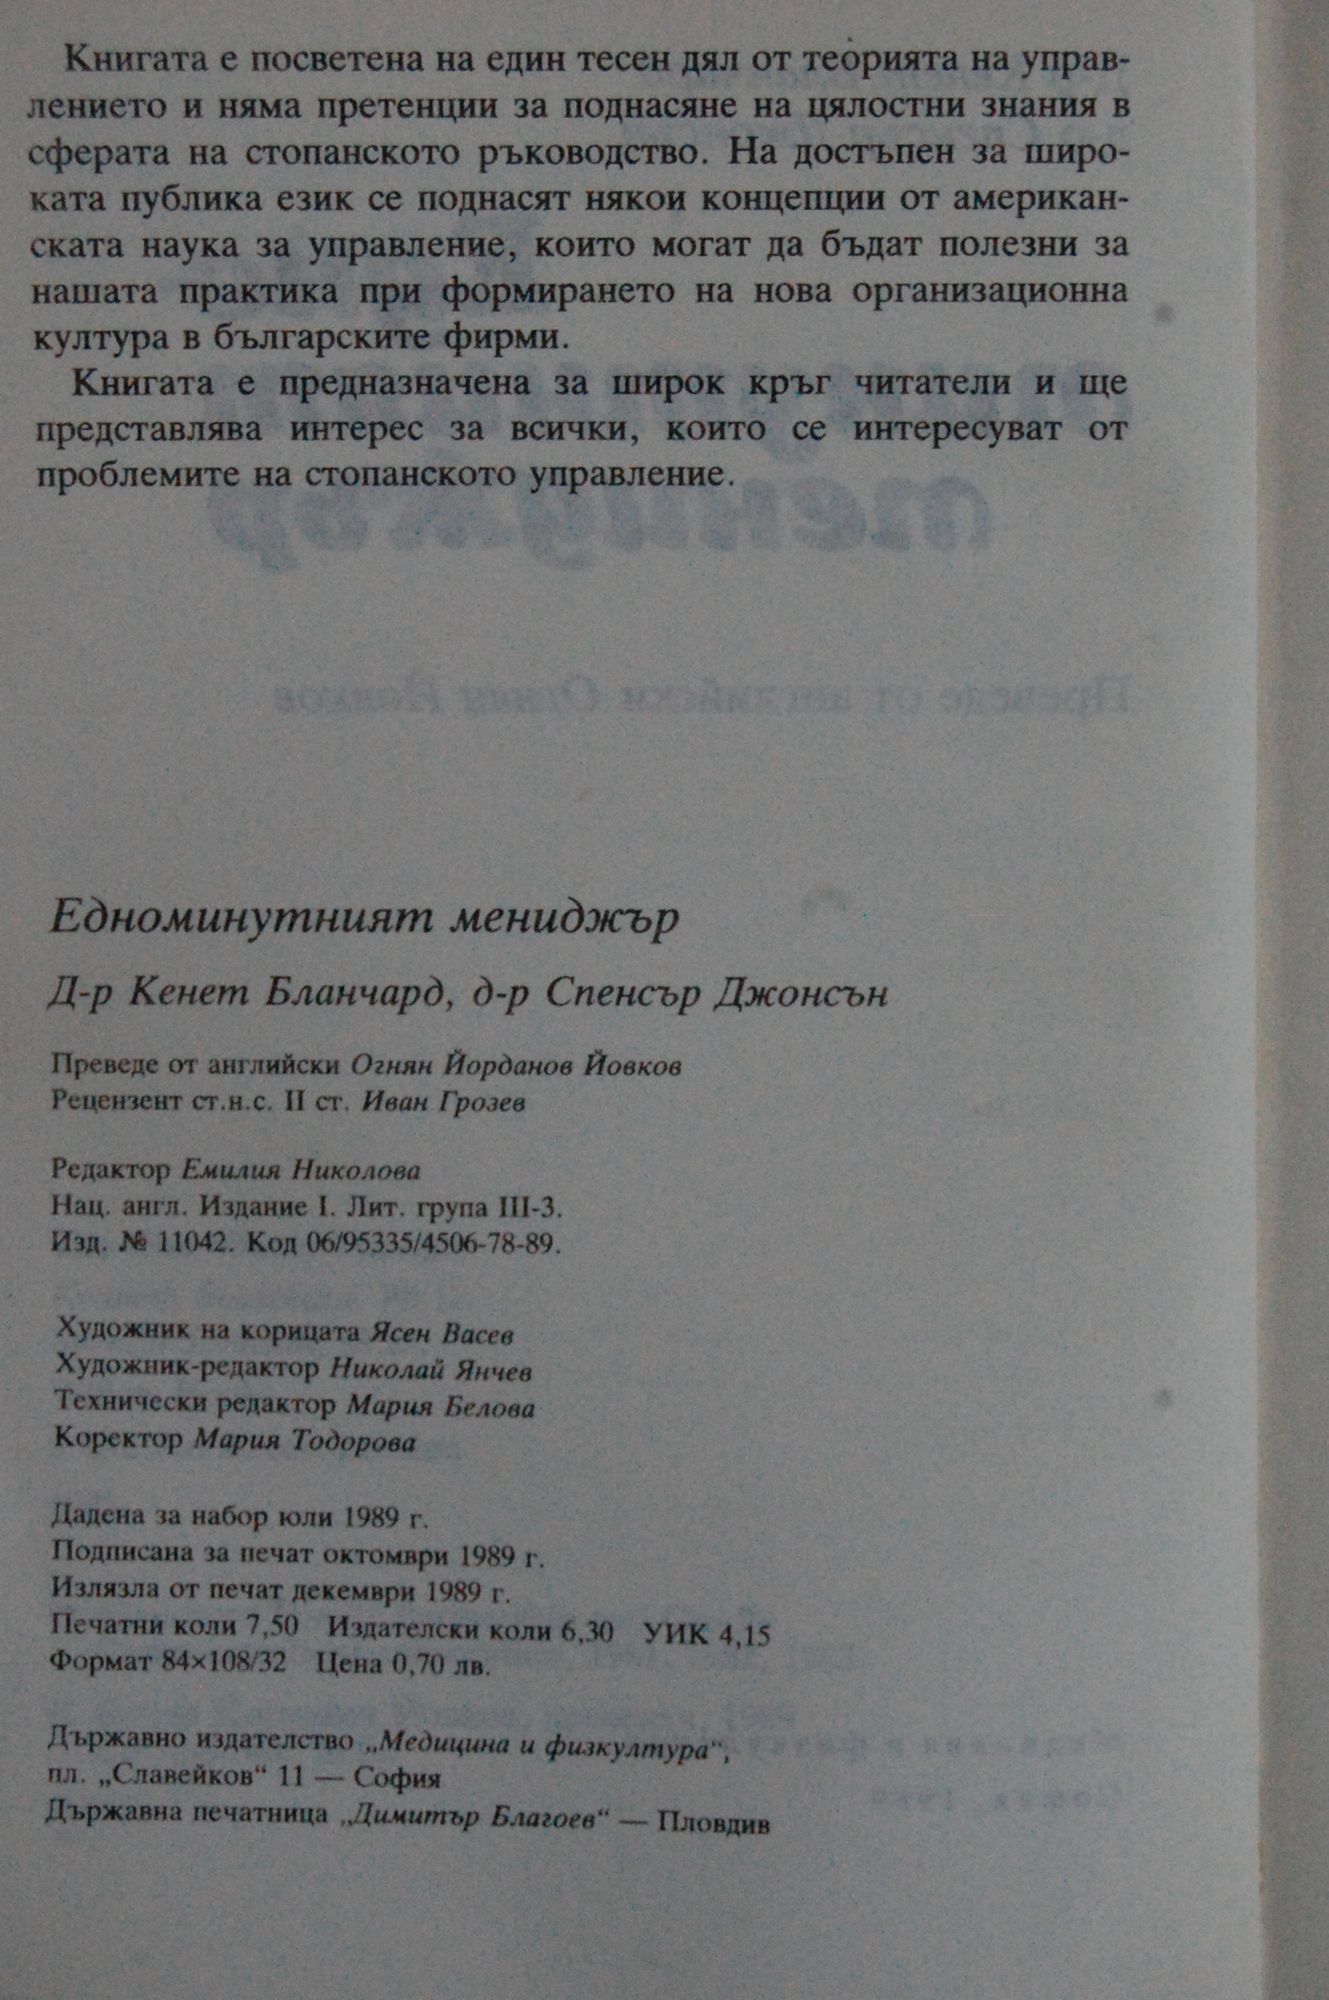 Книгата е посветена на един тесен дял от теорията на управ-
лението и няма претенции за поднасяне на цялостни знания в
сферата на стопанското ръководство. На достъпен за широ-
ката публика език се поднасят някои концепции от американ-
ската наука за управление, които могат да бъдат полезни за
нашата практика при формирането на нова организационна
култура в българските фирми.
Книгата е предназначена за широк кръг читатели и ще
представлява интерес за всички, които се интересуват от
проблемите на стопанското управление.
Едноминутният мениджър
Д-р Кенет Бланчард, д-р Спенсър Джонсън
Преведе от английски Огнян Йорданов Йовков
Рецензент ст.н.с. II ст. Иван Грозев
Редактор Емилия Николова
Нац. англ. Издание I. Лит. група III-3.
Изд. № 11042. Код 06/95335/4506-78-89.
Художник на корицата Ясен Васев
Художник-редактор Николай Янчев
Технически редактор Мария Белова
Коректор Мария Тодорова
Дадена за набор юли 1989 г.
Подписана за печат октомври 1989 г.
Излязла от печат декември 1989 г.
Печатни коли 7,50 Издателски коли 6,30 УИК 4,15
Формат 84×108/32 Цена 0,70 лв.
Държавно издателство „Медицина и физкултура“,
пл. „Славейков“ 11 — София
Държавна печатница „Димитър Благоев“ — Пловдив